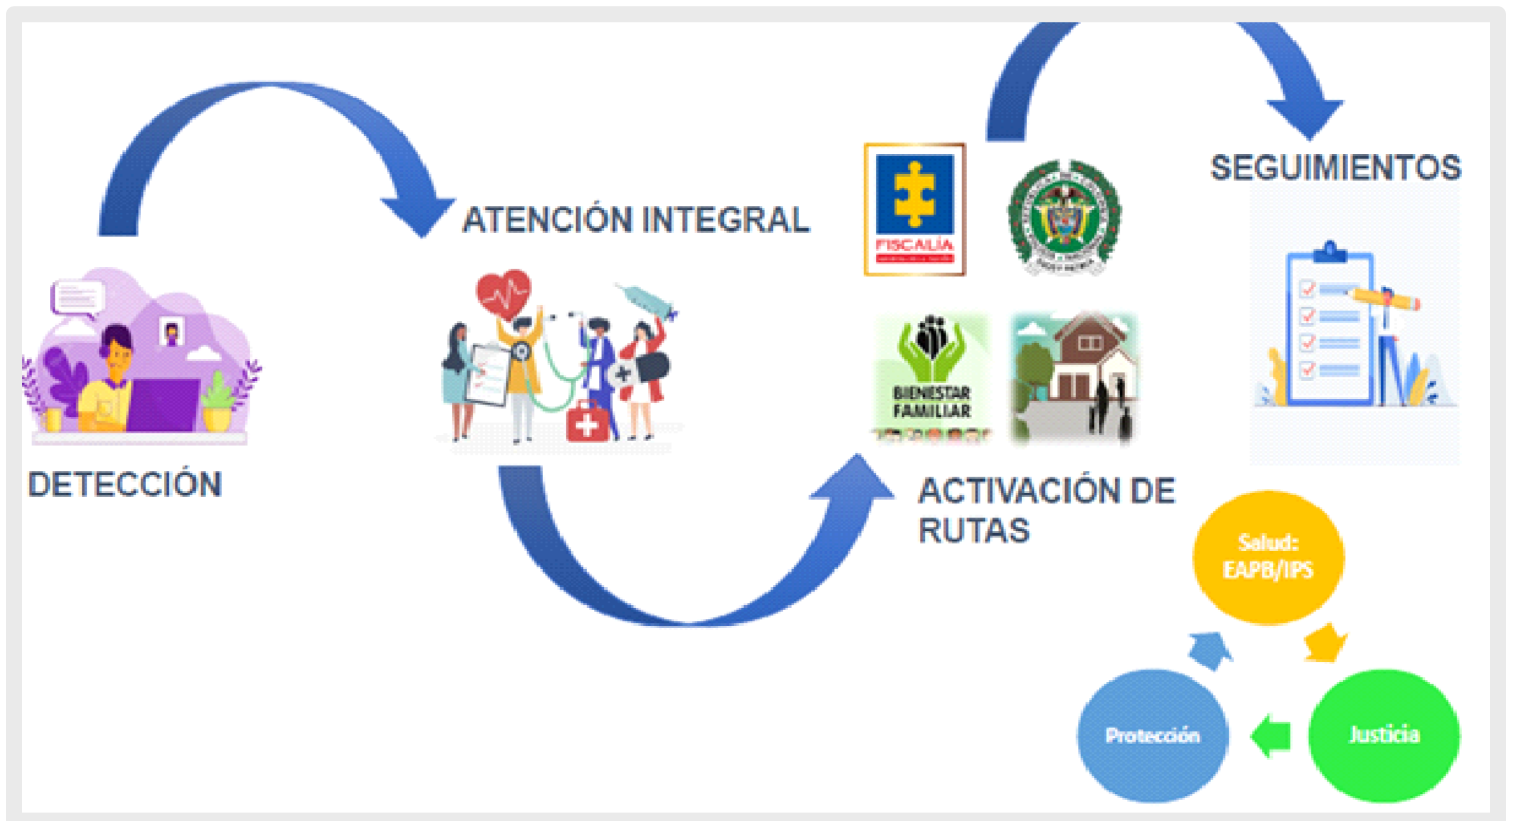 DETECCIÓN
ATENCIÓN INTEGRAL
FISCALÍA
BIENESTAR
FAMILIAR
ACTIVACIÓN DE
RUTAS
SEGUIMIENTOS
Salud:
EAPB/IPS
Justicia
Protección